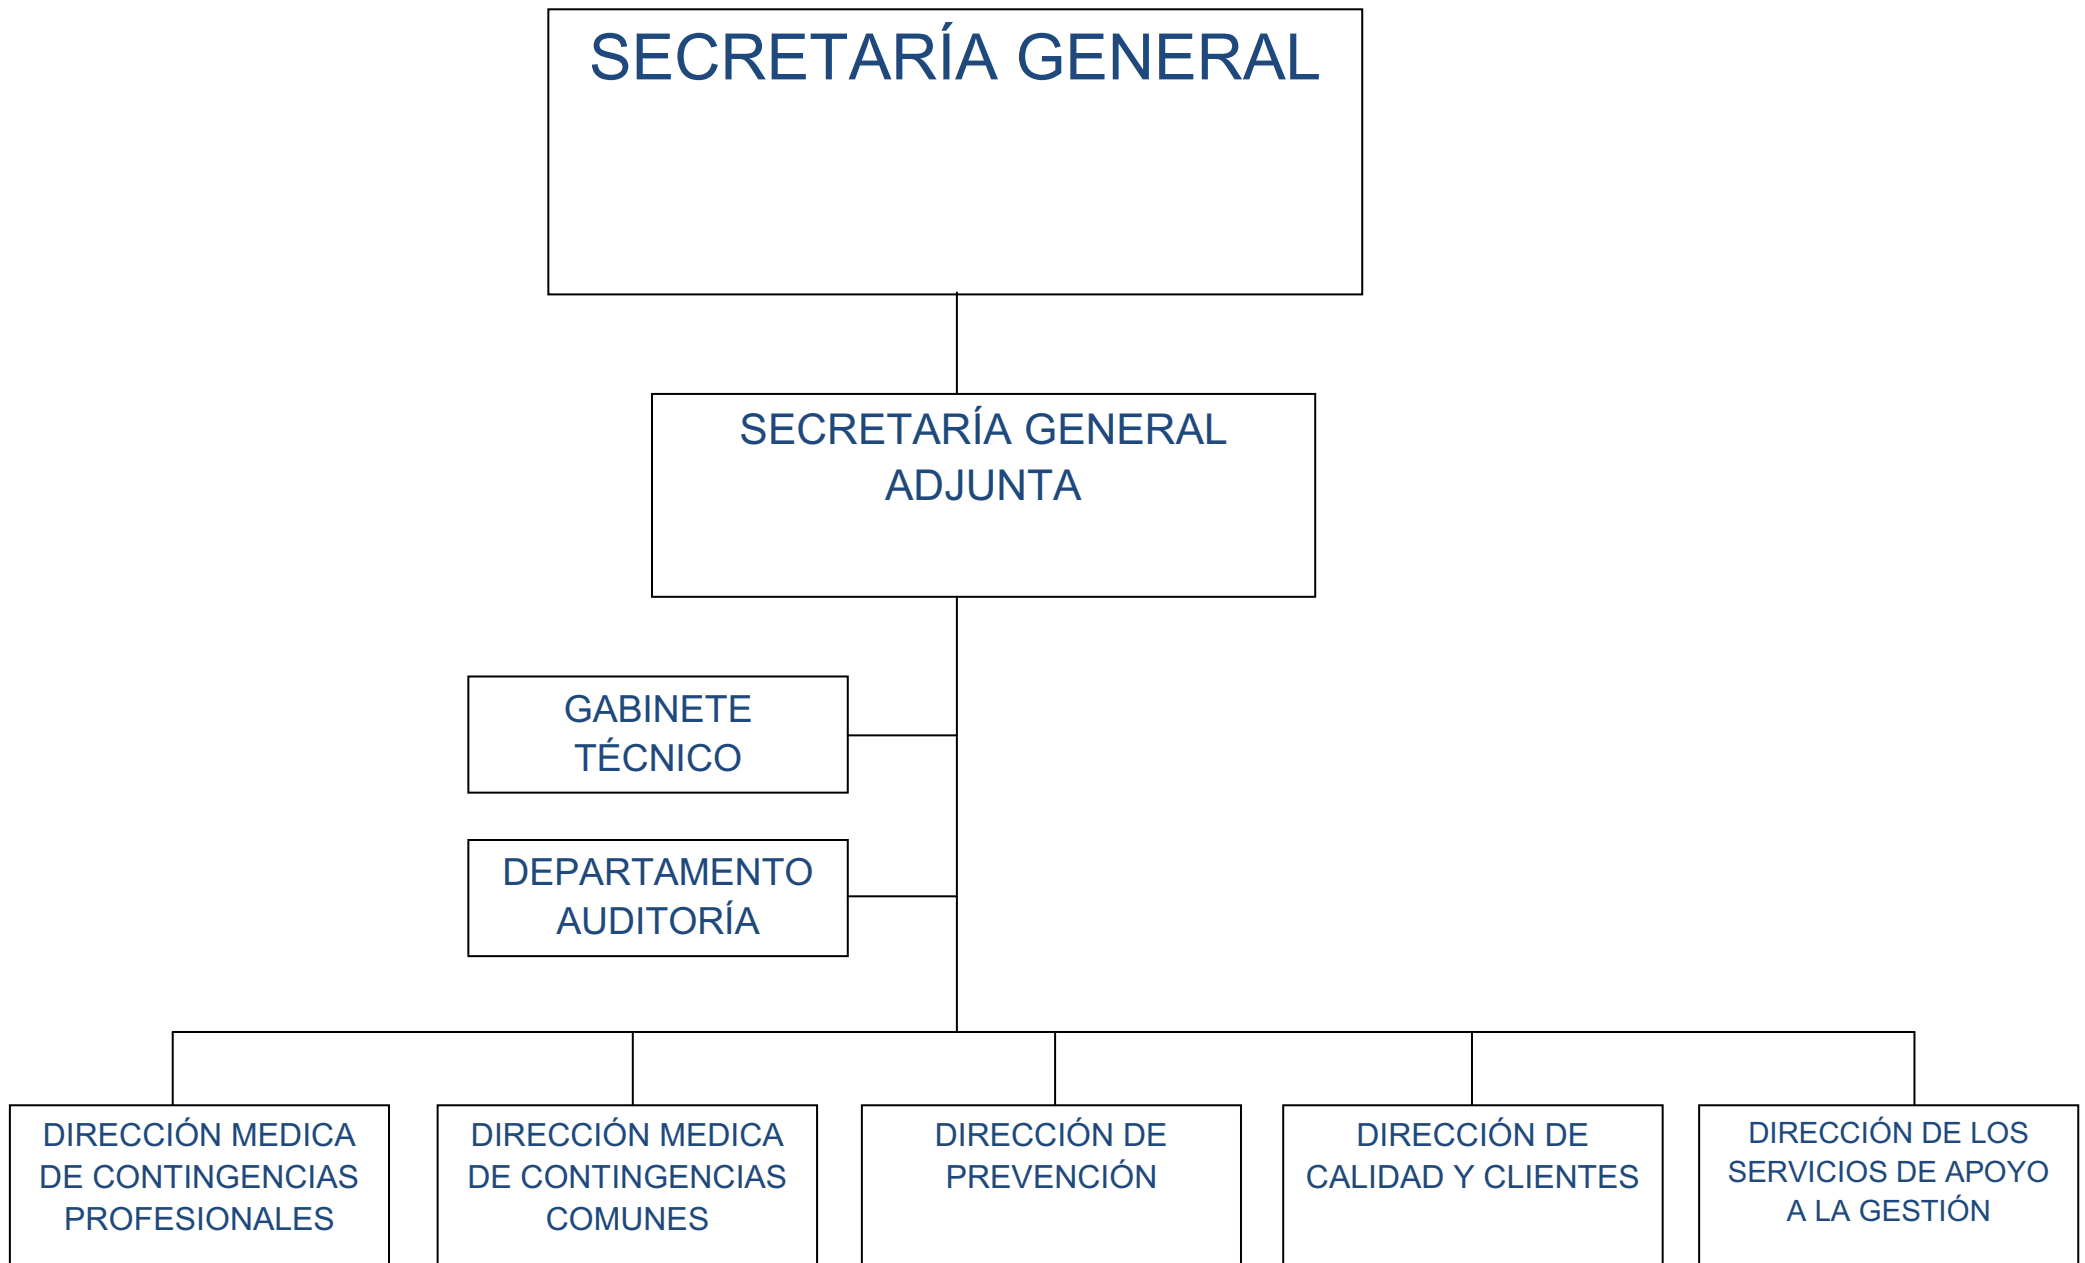 SECRETARÍA GENERAL
SECRETARÍA GENERAL
ADJUNTA
GABINETE
TÉCNICO
DEPARTAMENTO
AUDITORÍA
DIRECCIÓN MEDICA
DE CONTINGENCIAS
PROFESIONALES
DIRECCIÓN MEDICA
DE CONTINGENCIAS
COMUNES
DIRECCIÓN DE
PREVENCIÓN
DIRECCIÓN DE
CALIDAD Y CLIENTES
DIRECCIÓN DE LOS
SERVICIOS DE APOYO
A LA GESTIÓN